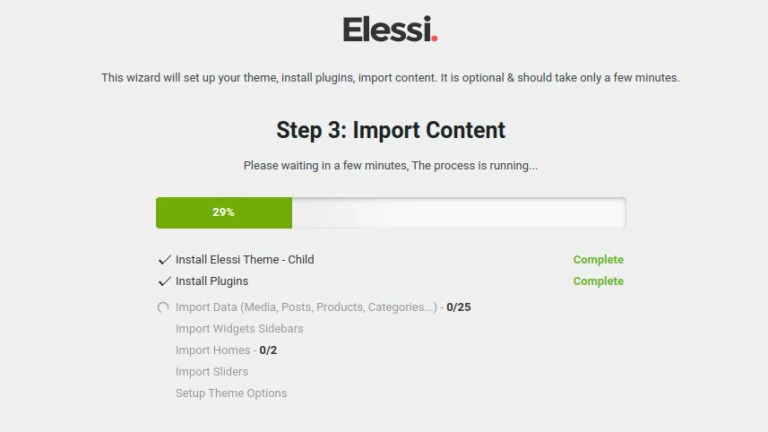 Elessi.
This wizard will set up your theme, install plugins, import content. It is optional & should take only a few minutes.
Step 3: Import Content
Please waiting in a few minutes, The process is running...
29%
Install Elessi Theme - Child Complete
Install Plugins Complete
Import Data (Media, Posts, Products, Categories...) - 0/25
Import Widgets Sidebars
Import Homes - 0/2
Import Sliders
Setup Theme Options